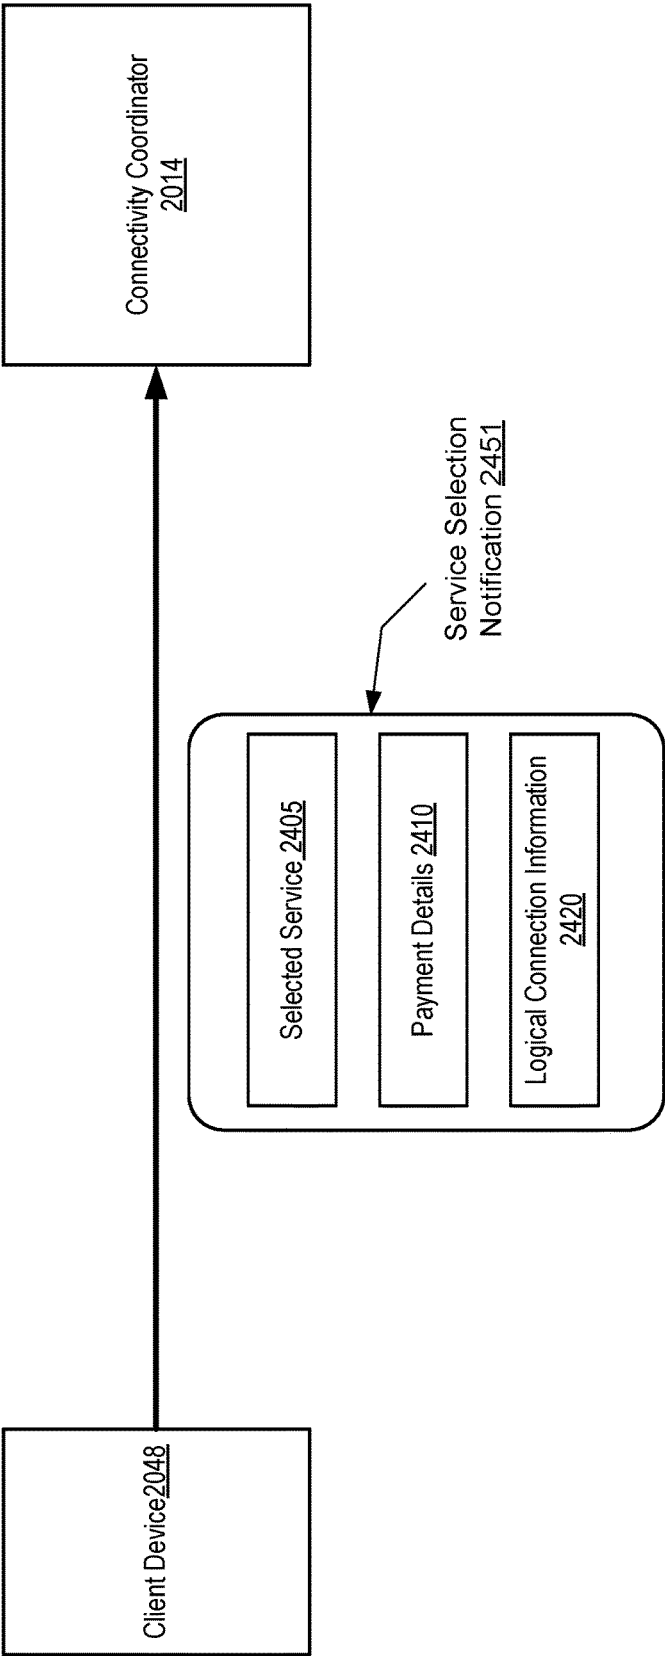 Client Device2048
Connectivity Coordinator
2014
Selected Service 2405
Payment Details 2410
Logical Connection Information
2420
Service Selection
Notification 2451